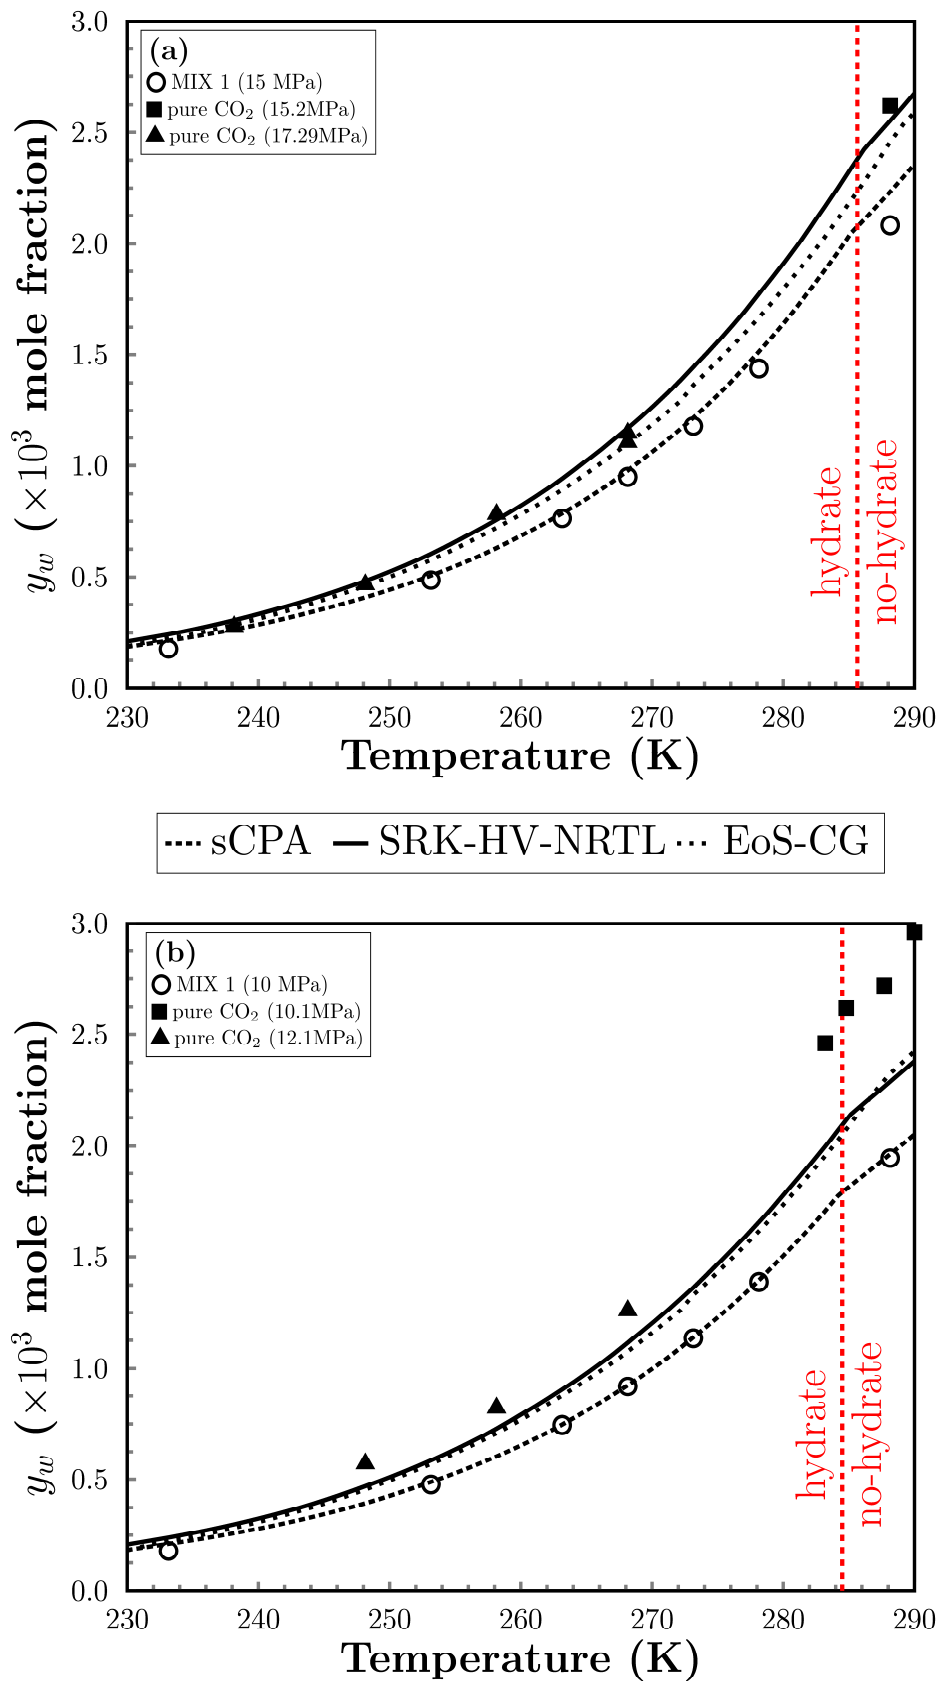 3.0
(a)
MIX 1 (15 MPa)
pure CO₂ (15.2MPa)
pure CO₂ (17.29MPa)
2.5
2.0
1.5
1.0
0.5
0.0
y_w (×10³ mole fraction)
hydrate
no-hydrate
230 240 250 260 270 280 290
Temperature (K)
sCPA SRK-HV-NRTL EoS-CG
3.0
(b)
MIX 1 (10 MPa)
pure CO₂ (10.1MPa)
pure CO₂ (12.1MPa)
2.5
2.0
1.5
1.0
0.5
0.0
y_w (×10³ mole fraction)
hydrate
no-hydrate
230 240 250 260 270 280 290
Temperature (K)